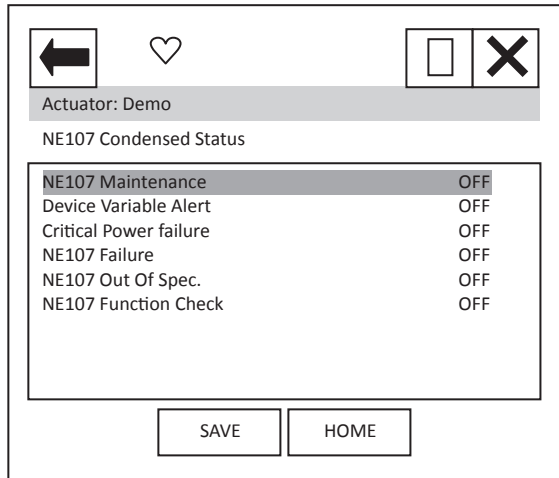 Actuator: Demo
NE107 Condensed Status
NE107 Maintenance OFF
Device Variable Alert OFF
Critical Power failure OFF
NE107 Failure OFF
NE107 Out Of Spec. OFF
NE107 Function Check OFF
SAVE HOME